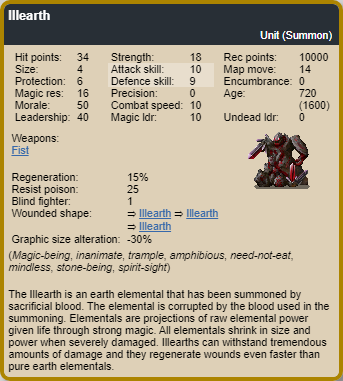 Illearth
Unit (Summon)
Hit points: 34 Strength: 18 Rec points: 10000
Size: 4 Attack skill: 10 Map move: 14
Protection: 6 Defence skill: 9 Encumbrance: 0
Magic res: 16 Precision: 0 Age: 720
Morale: 50 Combat speed: 10 (1600)
Leadership: 40 Magic ldr: 10 Undead ldr: 0
Weapons:
Fist
Regeneration: 15%
Resist poison: 25
Blind fighter: 1
Wounded shape: ⇒ Illearth ⇒ Illearth
⇒ Illearth
Graphic size alteration: -30%
(Magic-being, inanimate, trample, amphibious, need-not-eat,
mindless, stone-being, spirit-sight)
The Illearth is an earth elemental that has been summoned by
sacrificial blood. The elemental is corrupted by the blood used in the
summoning. Elementals are projections of raw elemental power
given life through strong magic. All elementals shrink in size and
power when severely damaged. Illearths can withstand tremendous
amounts of damage and they regenerate wounds even faster than
pure earth elementals.